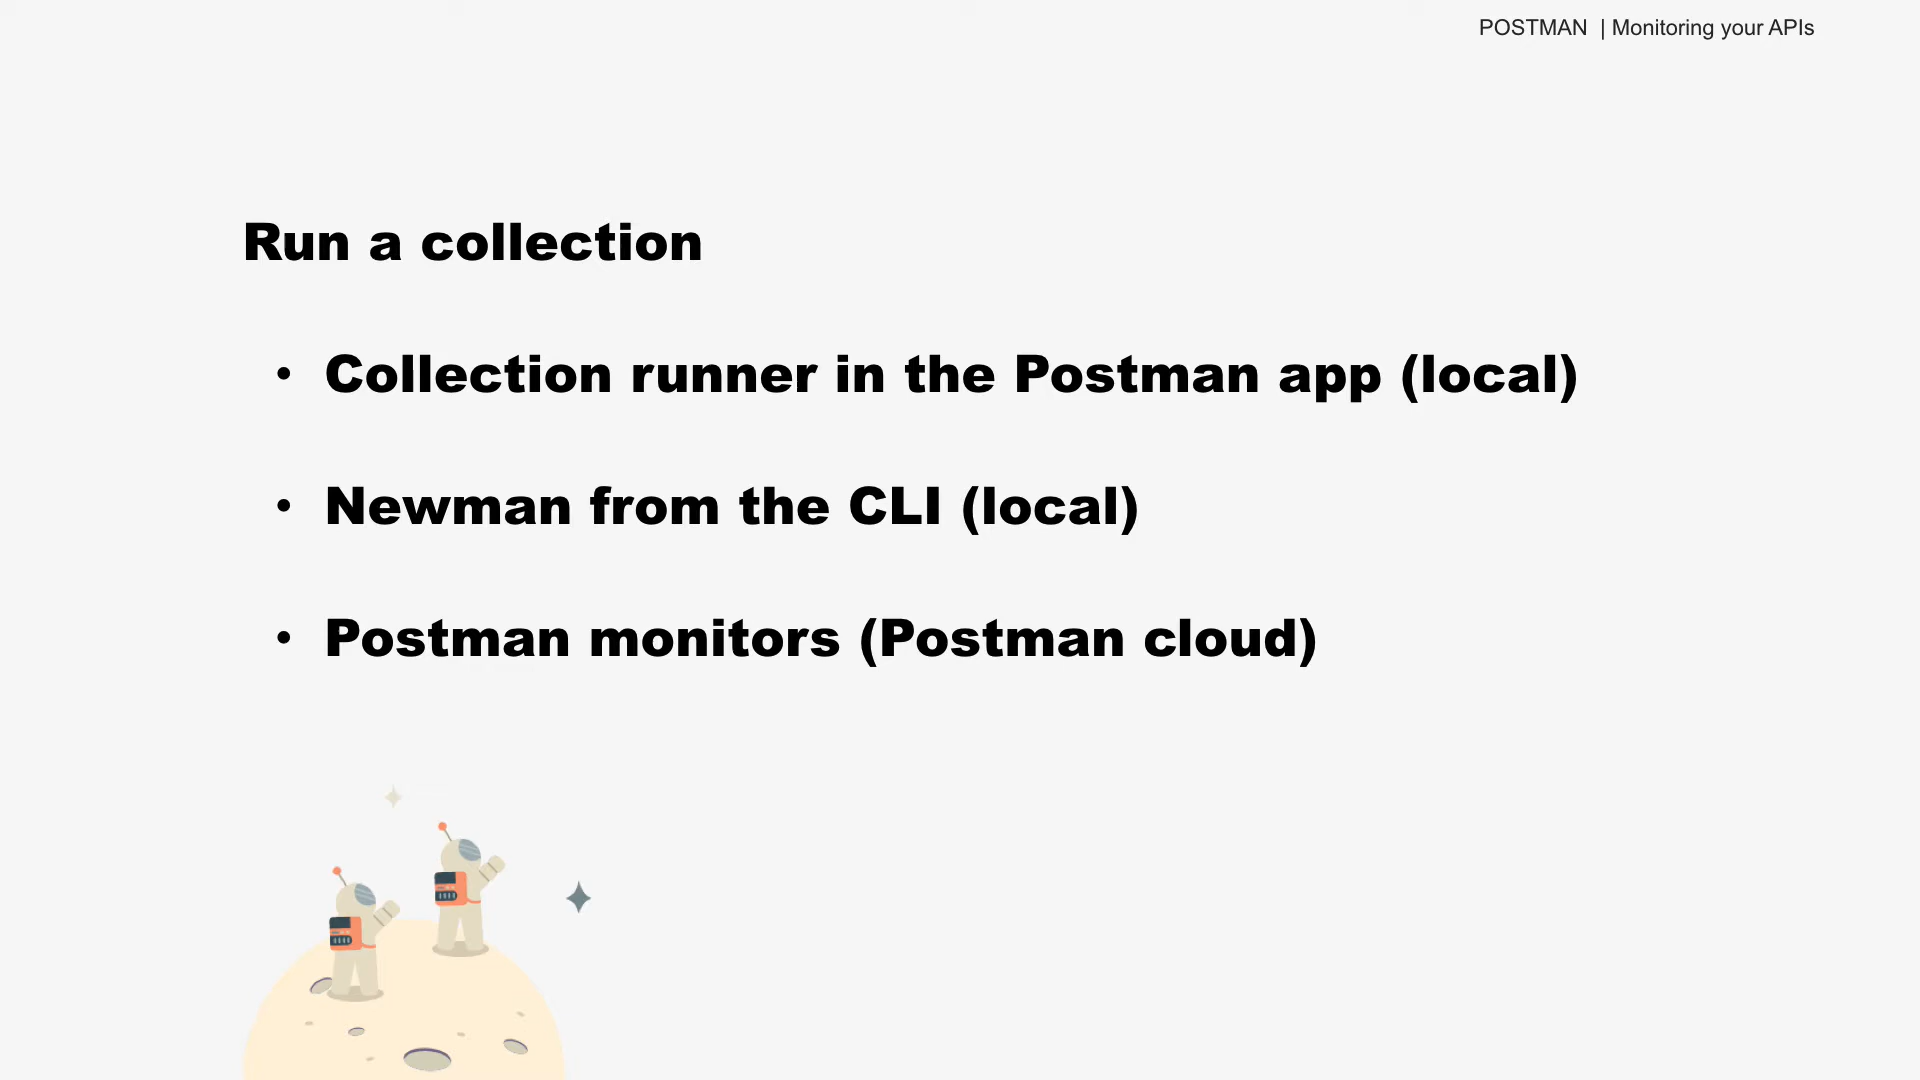 POSTMAN | Monitoring your APIs
Run a collection
• Collection runner in the Postman app (local)
• Newman from the CLI (local)
• Postman monitors (Postman cloud)